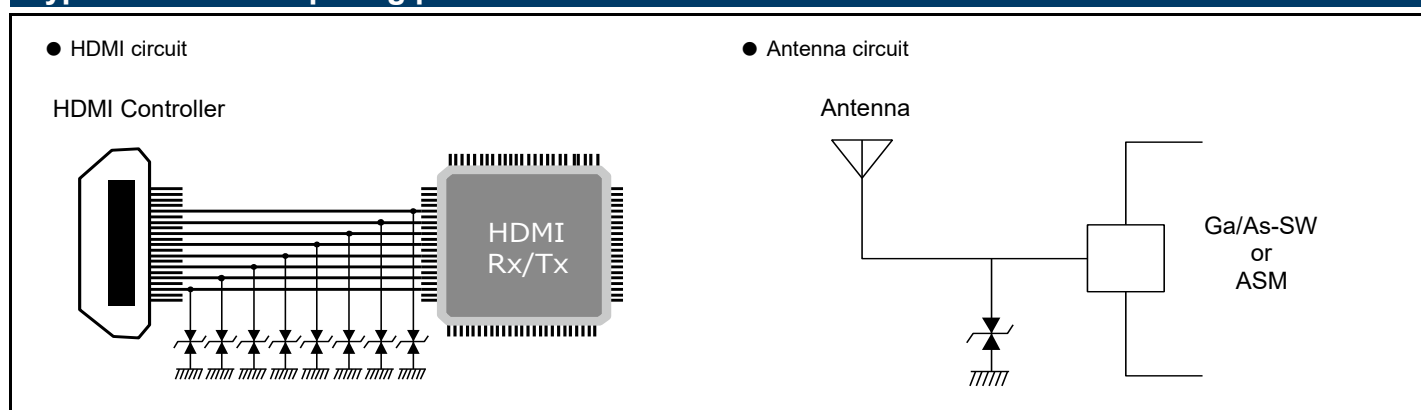 ● HDMI circuit
HDMI Controller
HDMI
Rx/Tx
● Antenna circuit
Antenna
Ga/As-SW
or
ASM